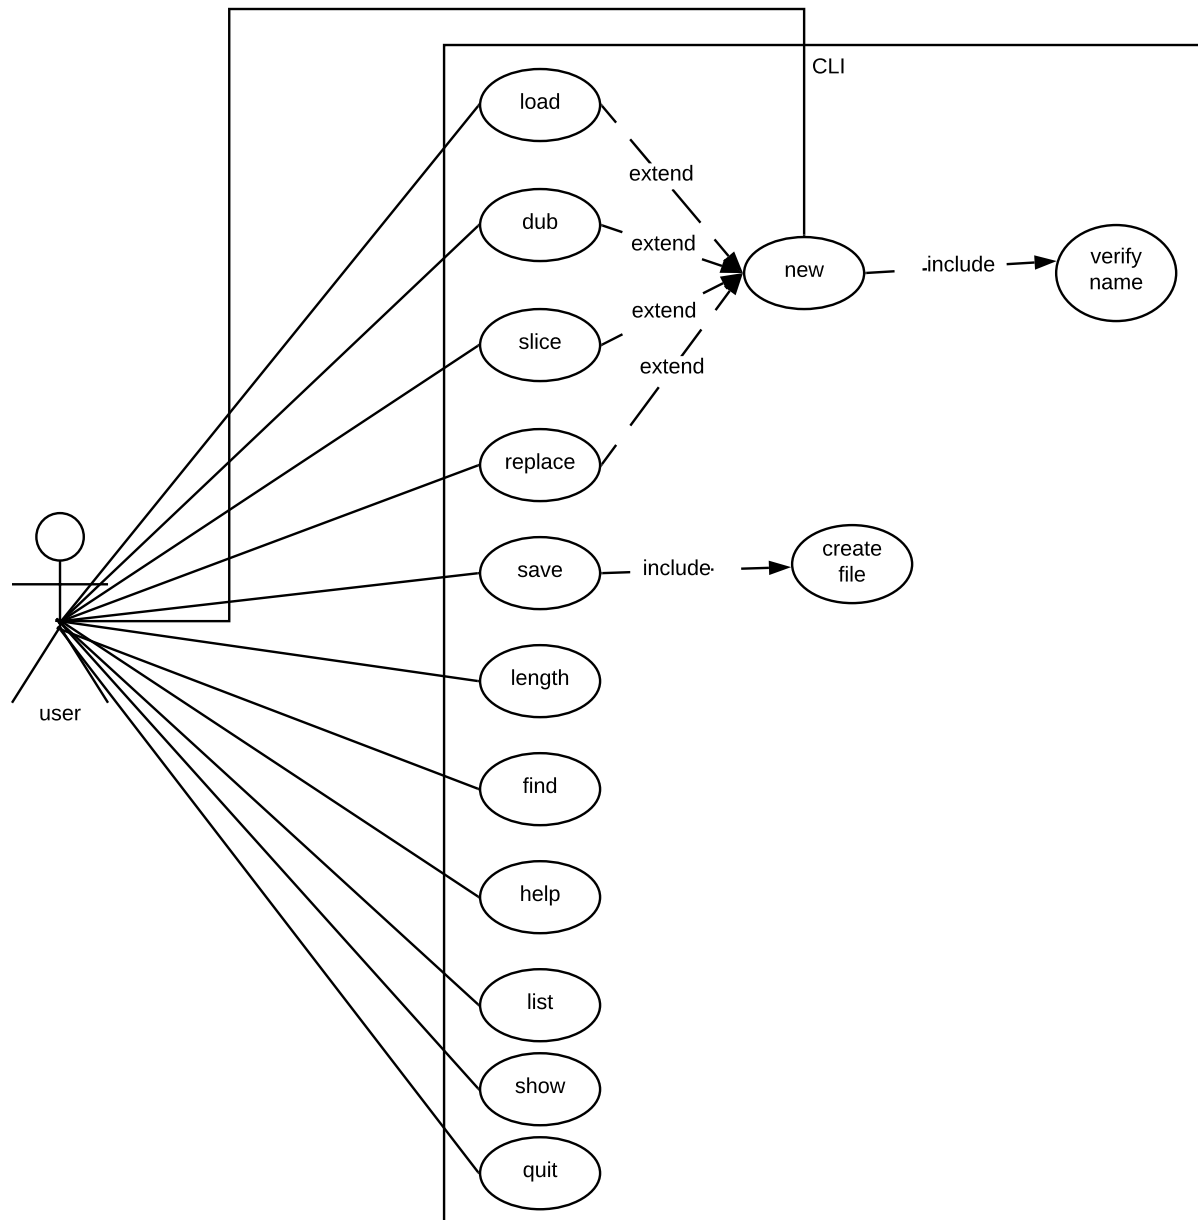 CLI
load
extend
dub
extend
new
include
verify
name
extend
slice
extend
replace
save
include
create
file
length
user
find
help
list
show
quit